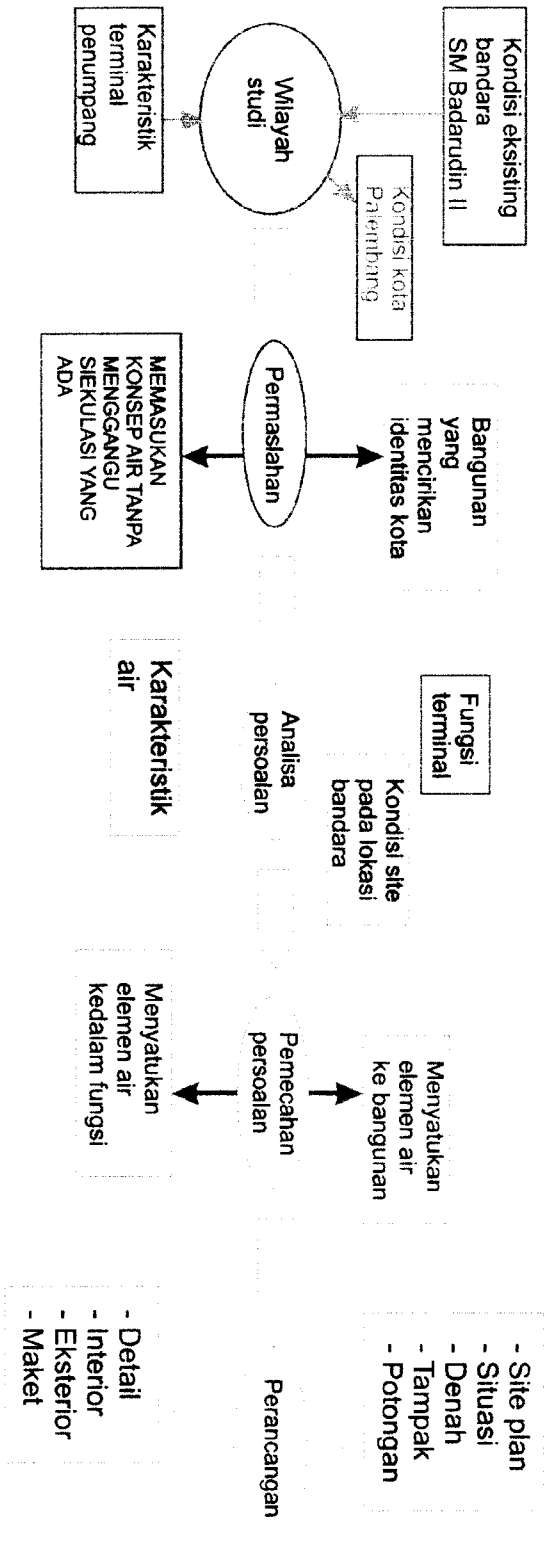 Kondisi eksisting
bandara
SM Badarudin II
Wilayah
studi
Kondisi kota
Palembang
Karakteristik
terminal
penumpang
Bangunan
yang
mencirikan
identitas kota
Permaslahan
MEMASUKAN
KONSEP AIR TANPA
MENGGANGU
SIEKULASI YANG
ADA
Fungsi
terminal
Kondisi site
pada lokasi
bandara
Analisa
persoalan
Karakteristik
air
Menyatukan
elemen air
ke bangunan
Pemecahan
persoalan
Menyatukan
elemen air
kedalam fungsi
- Site plan
- Situasi
- Denah
- Tampak
- Potongan
Perancangan
- Detail
- Interior
- Eksterior
- Maket